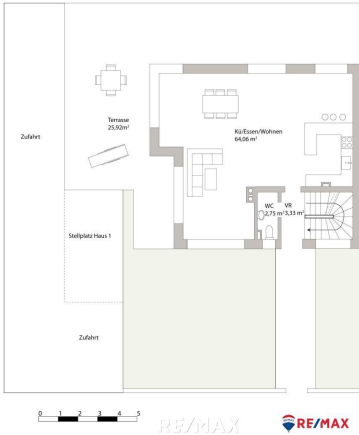 Terrasse
25,92m²
Zufahrt
Kü/Essen/Wohnen
64,06 m²
WC
2,75 m²
VR
3,33 m²
Stellplatz Haus 1
Zufahrt
0 1 2 3 4 5
RE/MAX
RE/MAX